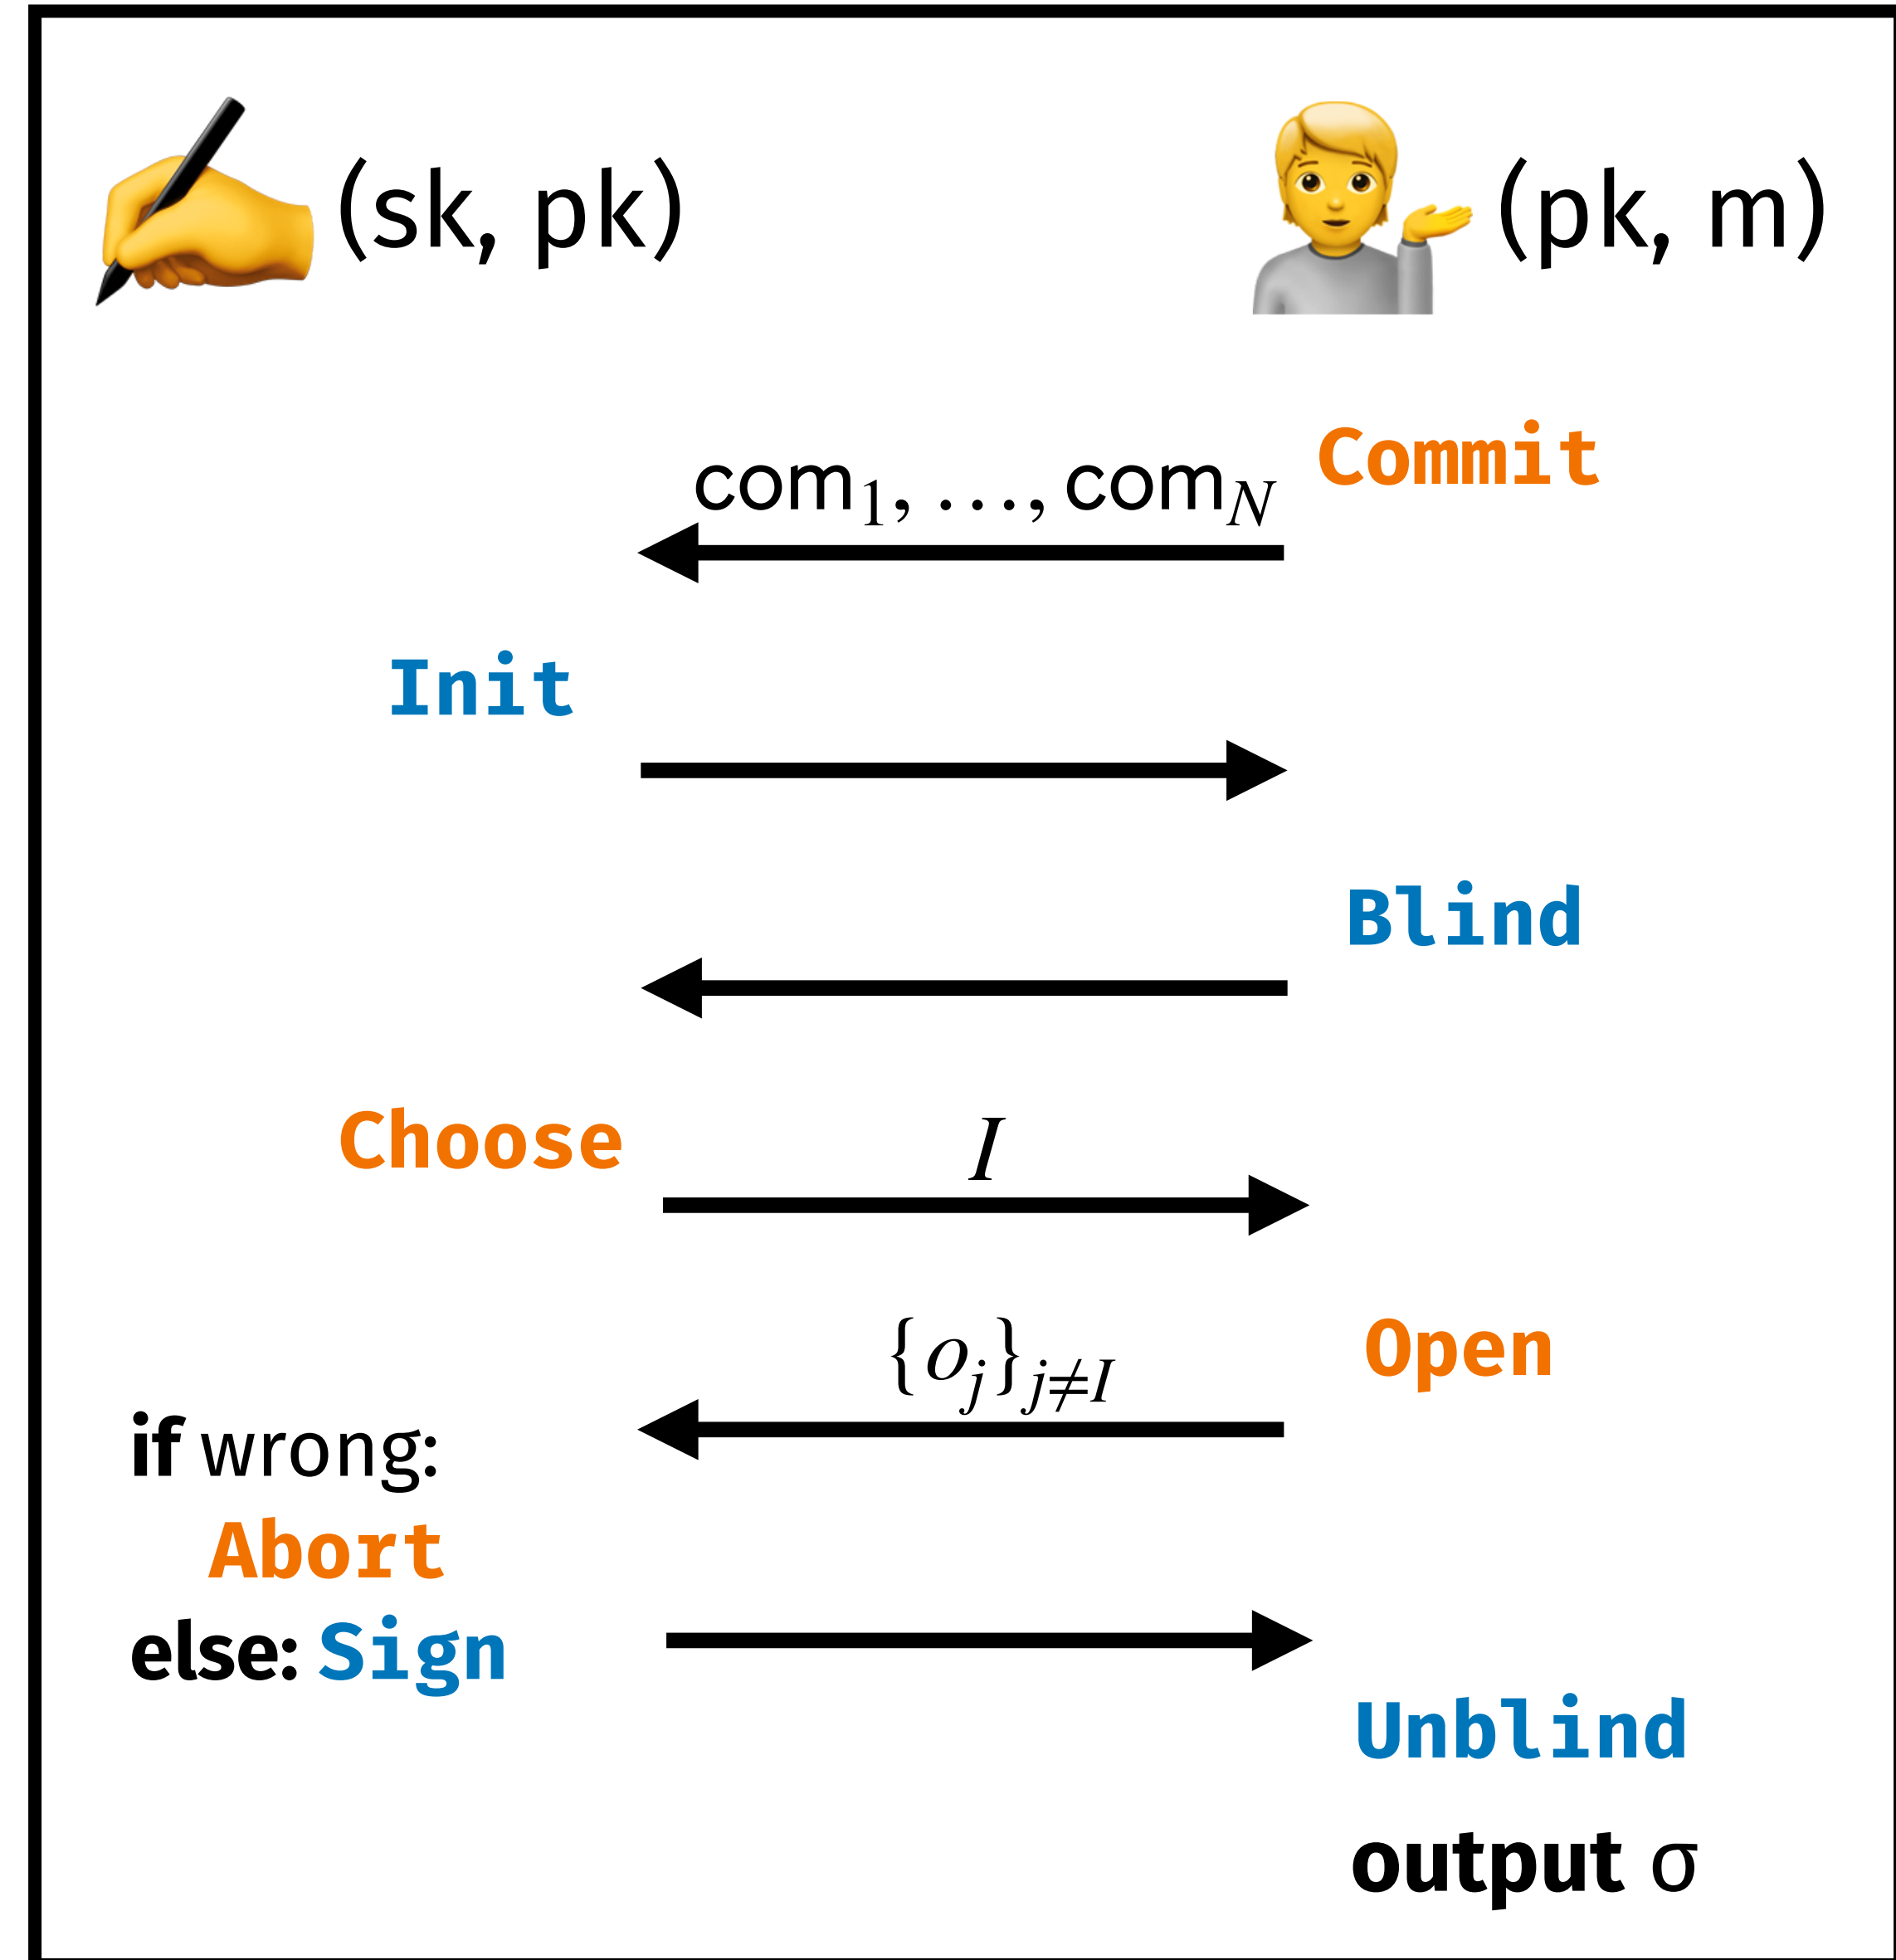 (sk, pk)
(pk, m)
Commit
com₁, …, com_N
Init
Blind
Choose
I
Open
{o_j}_{j≠I}
if wrong:
Abort
else: Sign
Unblind
output σ